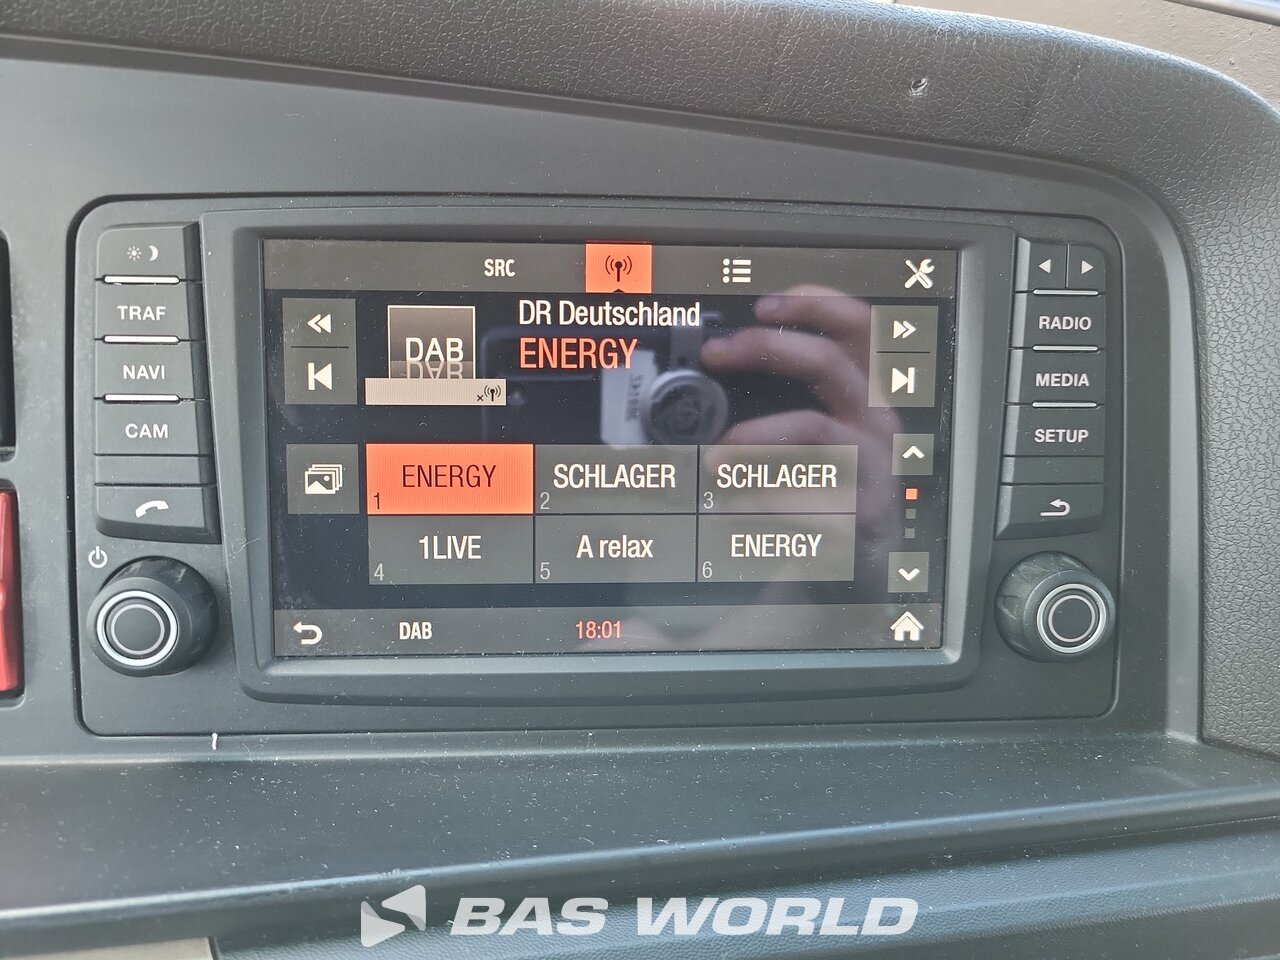 SRC
DR Deutschland
DAB
ENERGY
TRAF
NAVI
CAM
RADIO
MEDIA
SETUP
ENERGY
1
SCHLAGER
2
SCHLAGER
3
1LIVE
4
A relax
5
ENERGY
6
DAB
18:01
BAS WORLD